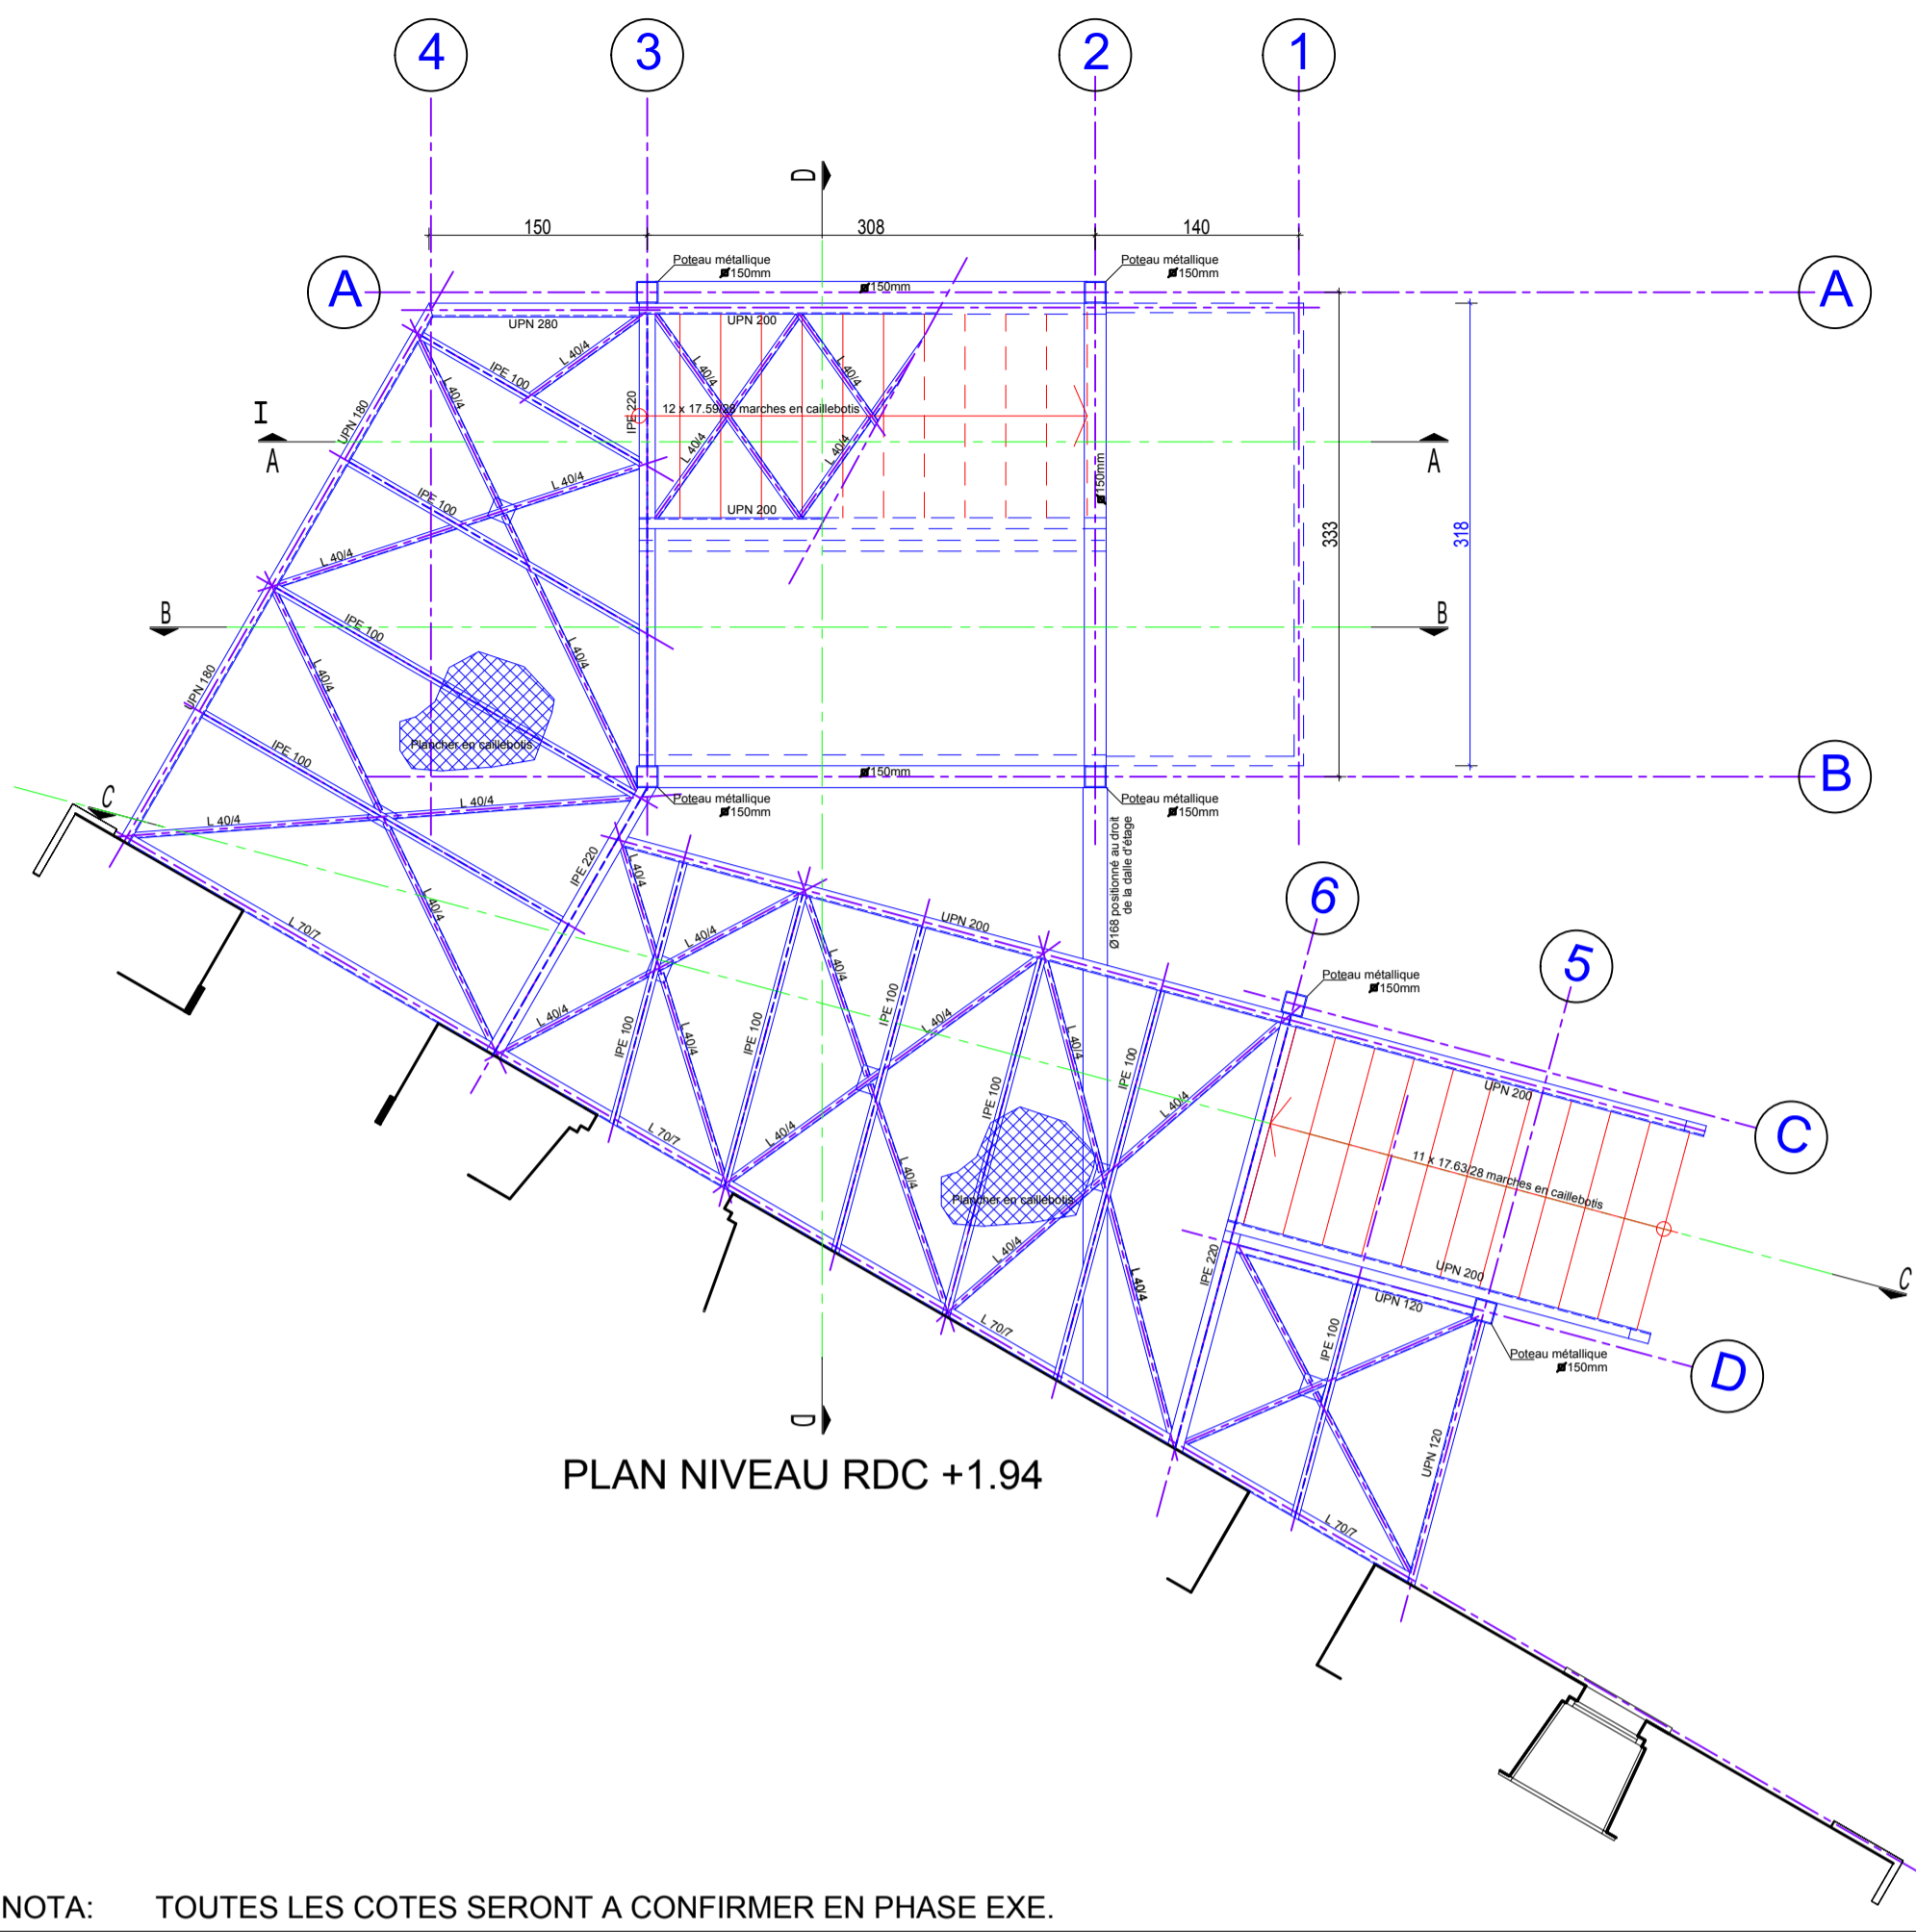 4
3
2
1
D
150
308
140
Poteau métallique
150mm
Poteau métallique
150mm
A
150mm
A
UPN 280
UPN 200
L 40/4
IPE 100
L 40/4
L 40/4
L 40/4
IPE 220
12 x 17.59/28 marches en caillebotis
UPN 180
I
A
A
L 40/4
L 40/4
L 40/4
IPE 100
150mm
UPN 200
333
318
L 40/4
B
B
IPE 100
L 40/4
L 40/4
UPN 180
Plancher en caillebotis
IPE 100
150mm
B
Poteau métallique
150mm
Poteau métallique
150mm
C
L 40/4
L 40/4
IPE 220
L 40/4
Ø168 positionné au droit
de la dalle d'étage
6
5
L 70/7
L 40/4
UPN 200
L 40/4
L 40/4
Poteau métallique
150mm
L 40/4
IPE 100
L 40/4
IPE 100
IPE 100
L 40/4
L 40/4
IPE 100
L 40/4
UPN 200
C
IPE 100
L 70/7
L 40/4
L 40/4
Plancher en caillebotis
11 x 17.63/28 marches en caillebotis
L 40/4
IPE 220
L 40/4
UPN 200
C
UPN 120
L 70/7
IPE 100
Poteau métallique
150mm
D
D
UPN 120
PLAN NIVEAU RDC +1.94
L 70/7
NOTA: TOUTES LES COTES SERONT A CONFIRMER EN PHASE EXE.